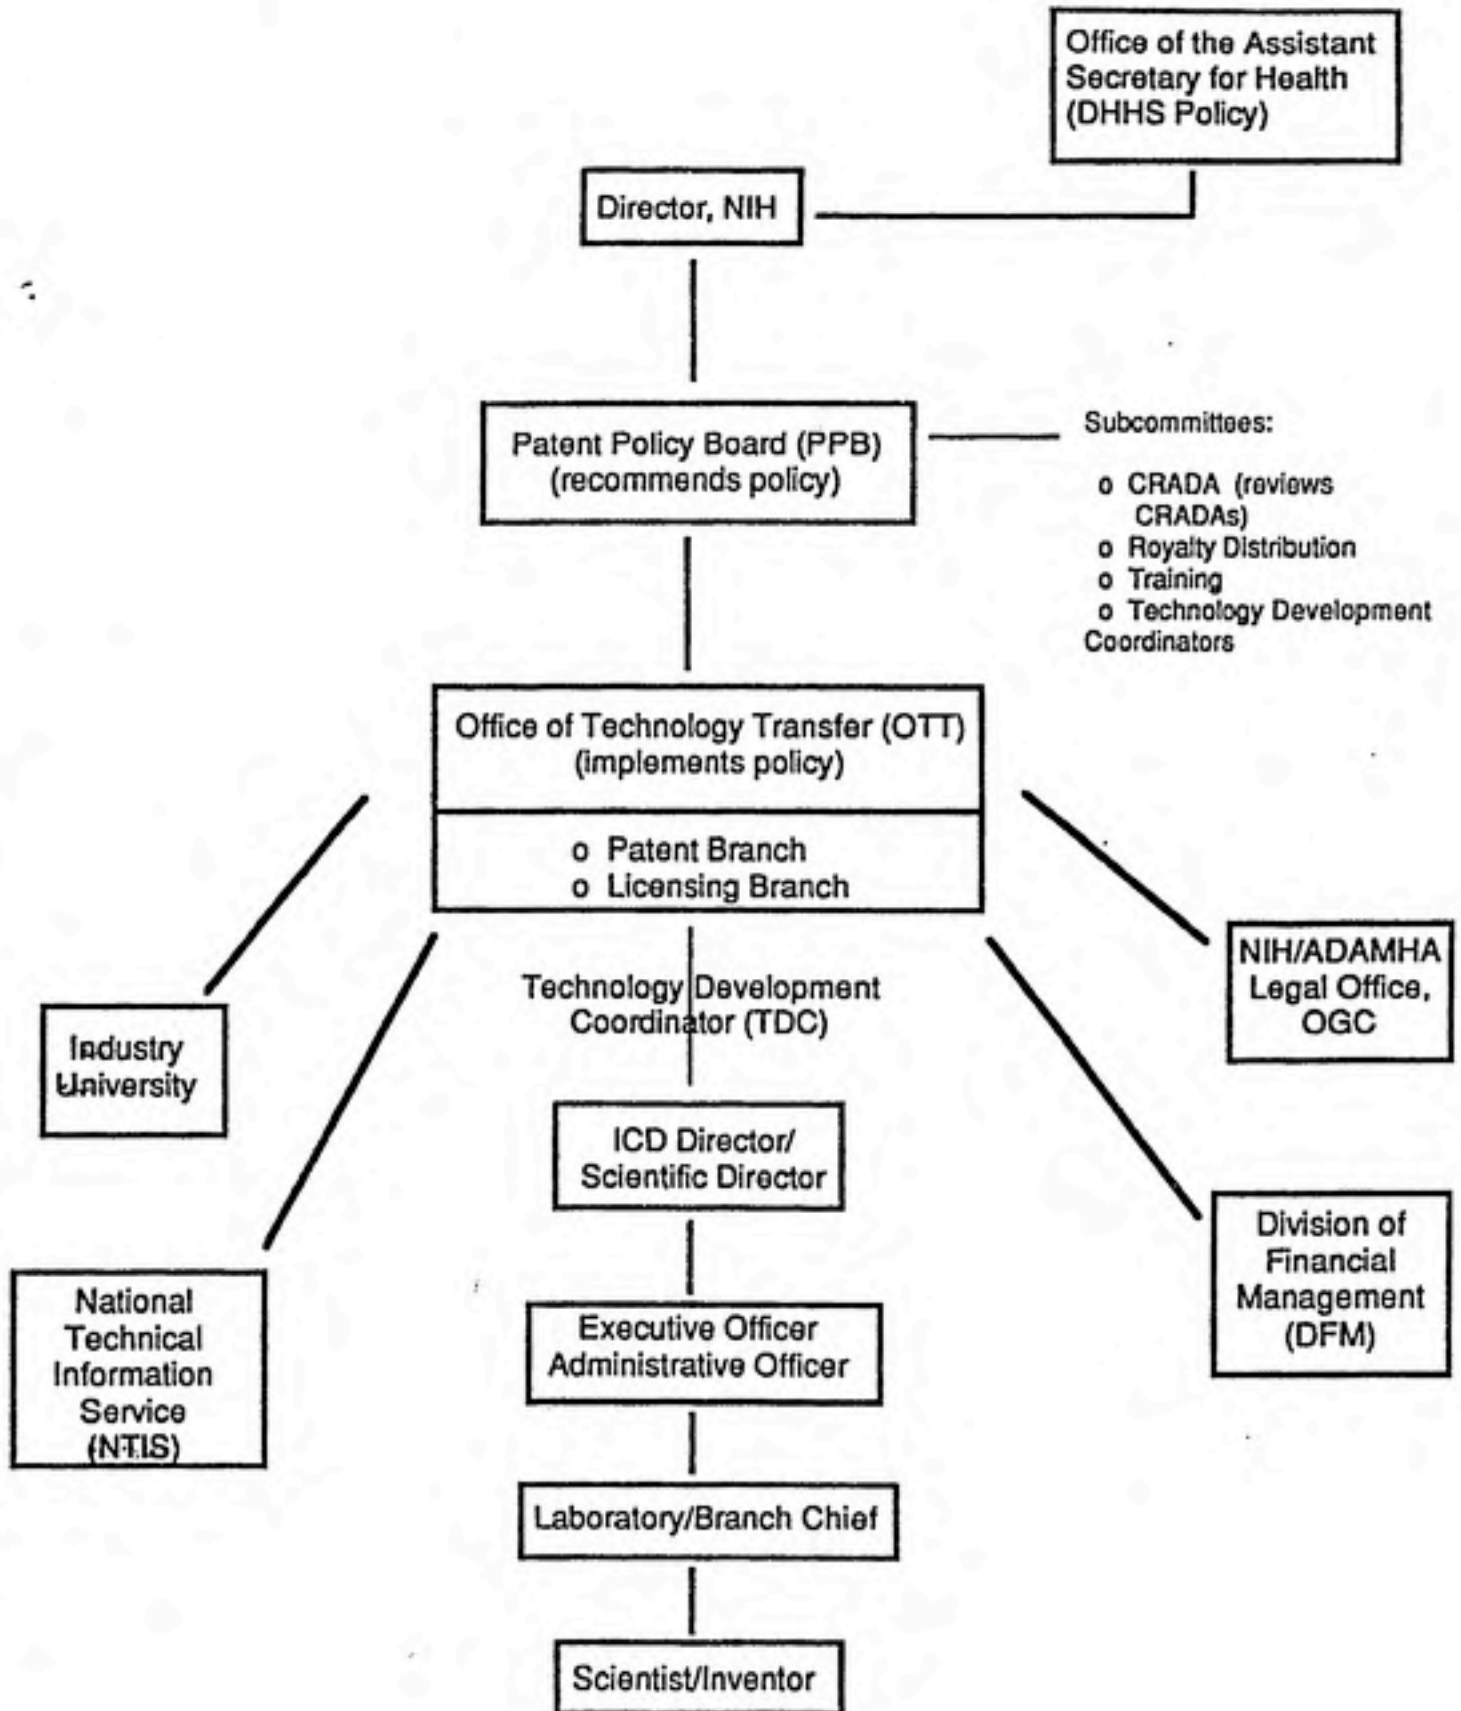 Office of the Assistant
Secretary for Health
(DHHS Policy)
Director, NIH
Patent Policy Board (PPB)
(recommends policy)
Subcommittees:
o CRADA (reviews
CRADAs)
o Royalty Distribution
o Training
o Technology Development
Coordinators
Office of Technology Transfer (OTT)
(implements policy)
o Patent Branch
o Licensing Branch
Technology Development
Coordinator (TDC)
NIH/ADAMHA
Legal Office,
OGC
Industry
University
ICD Director/
Scientific Director
Division of
Financial
Management
(DFM)
National
Technical
Information
Service
(NTIS)
Executive Officer
Administrative Officer
Laboratory/Branch Chief
Scientist/Inventor